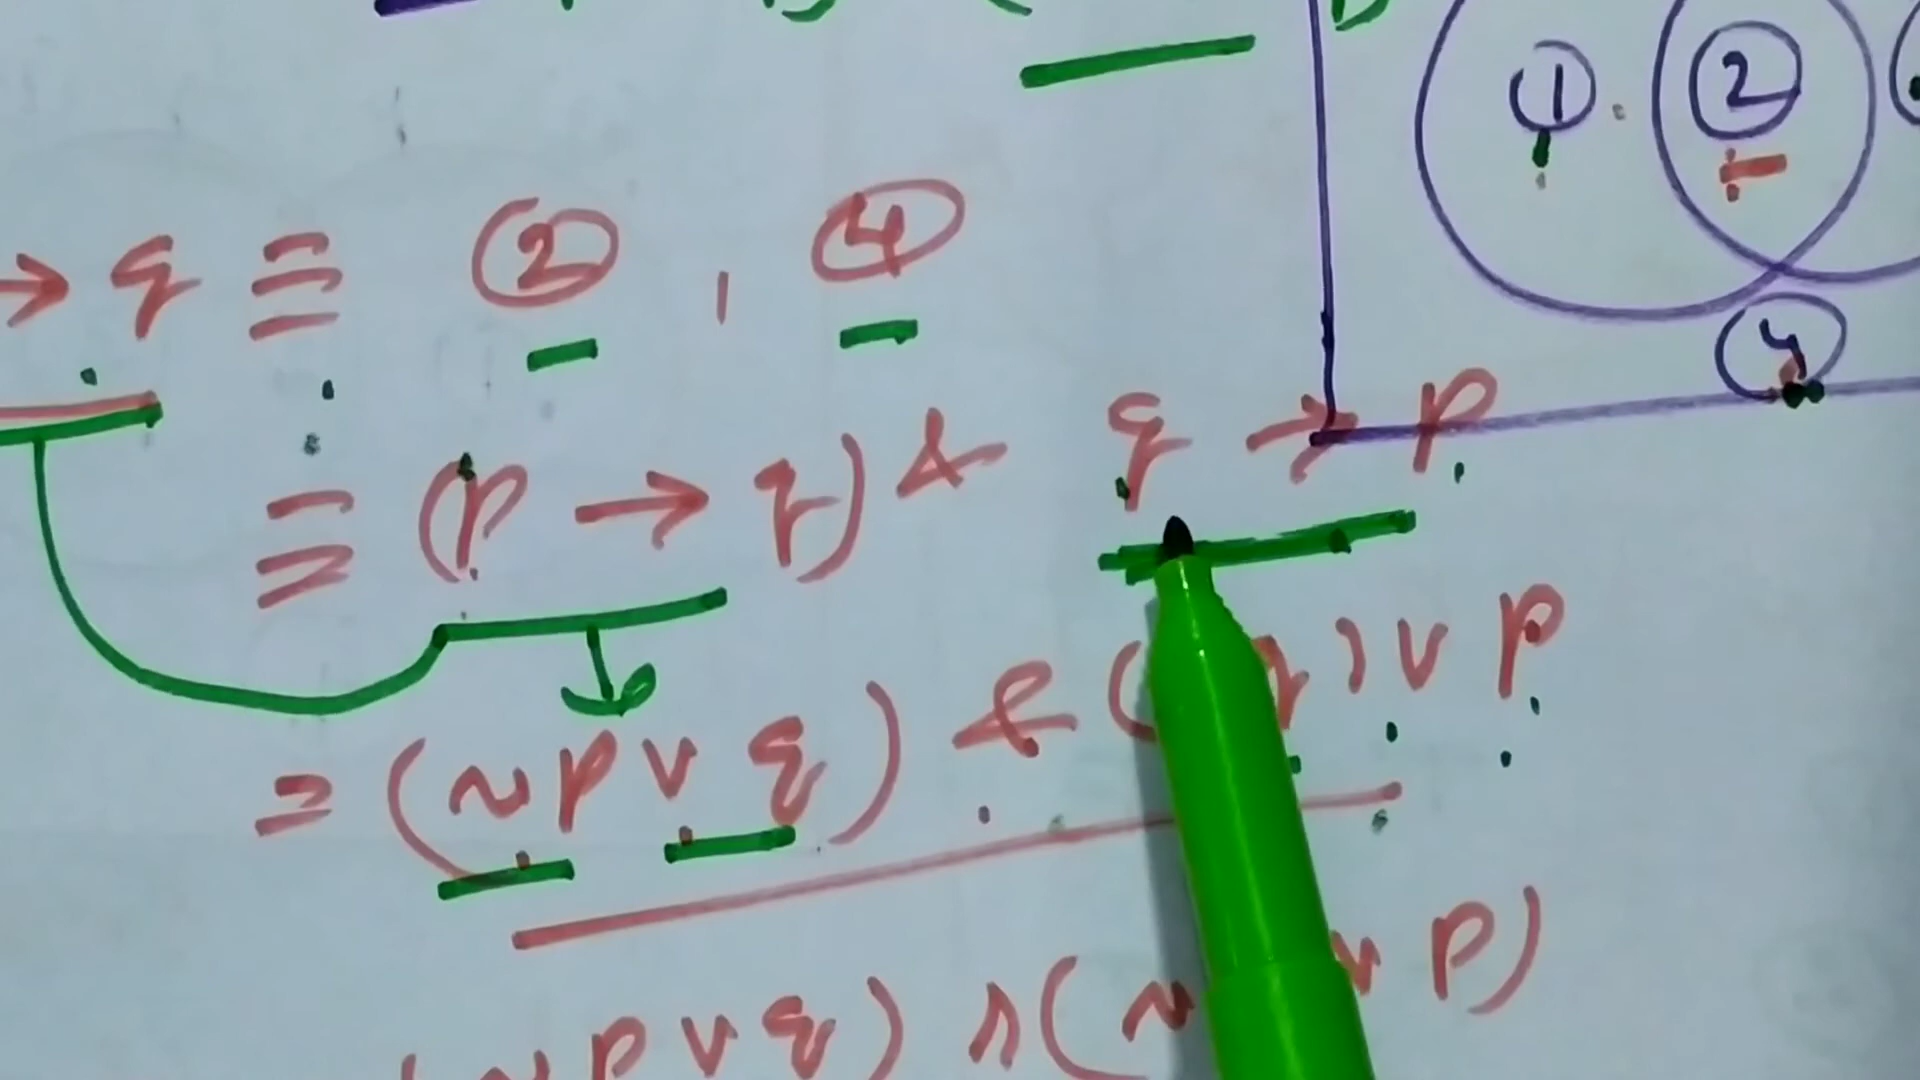 ① ②
→ q ≡ ② , ④
4
≡ (p → q) & q → p
= (~p v q) & ( q) v p
~p v q) ∧ (~ v p)